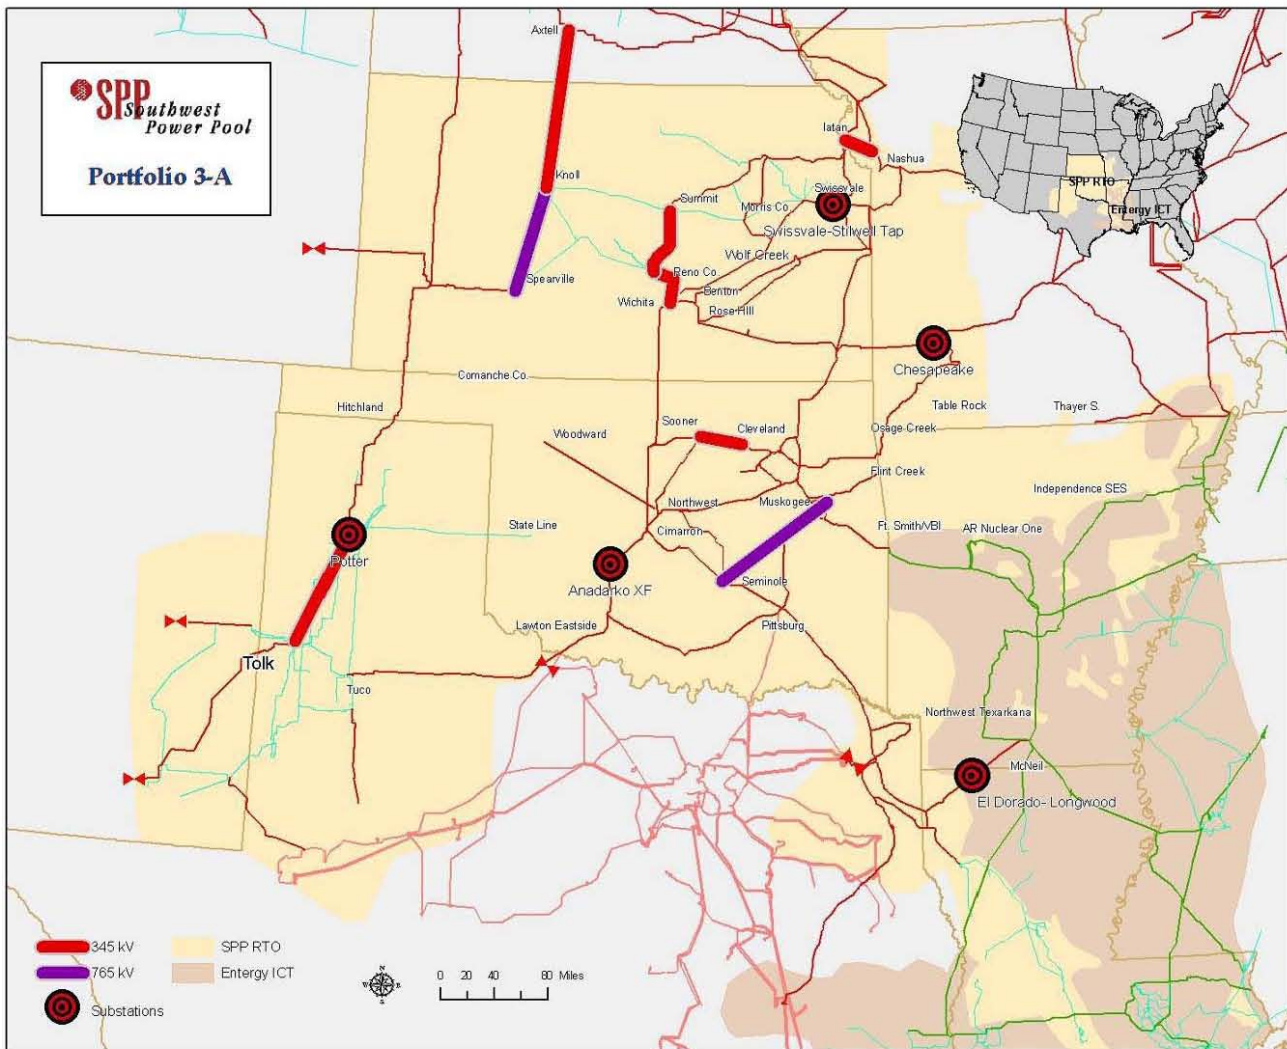 SPP
Southwest
Power Pool
Portfolio 3-A
Axtell
Iatan
Nashua
SPP RTO
Entergy ICT
Knoll
Summit
Swissvale
Morris Co.
Swissvale-Stilwell Tap
Wolf Creek
Spearville
Reno Co.
Benton
Wichita
Rose Hill
Chesapeake
Comanche Co.
Hitchland
Table Rock
Thayer S.
Sooner
Cleveland
Osage Creek
Woodward
Flint Creek
Independence SES
Northwest
Muskogee
State Line
Cimarron
Ft. Smith/VBI
AR Nuclear One
Potter
Seminole
Anadarko XF
Lawton Eastside
Pittsburg
Tolk
Tuco
Northwest Texarkana
McNeil
El Dorado- Longwood
345 kV
SPP RTO
765 kV
Entergy ICT
Substations
N
W E
S
0 20 40 80 Miles